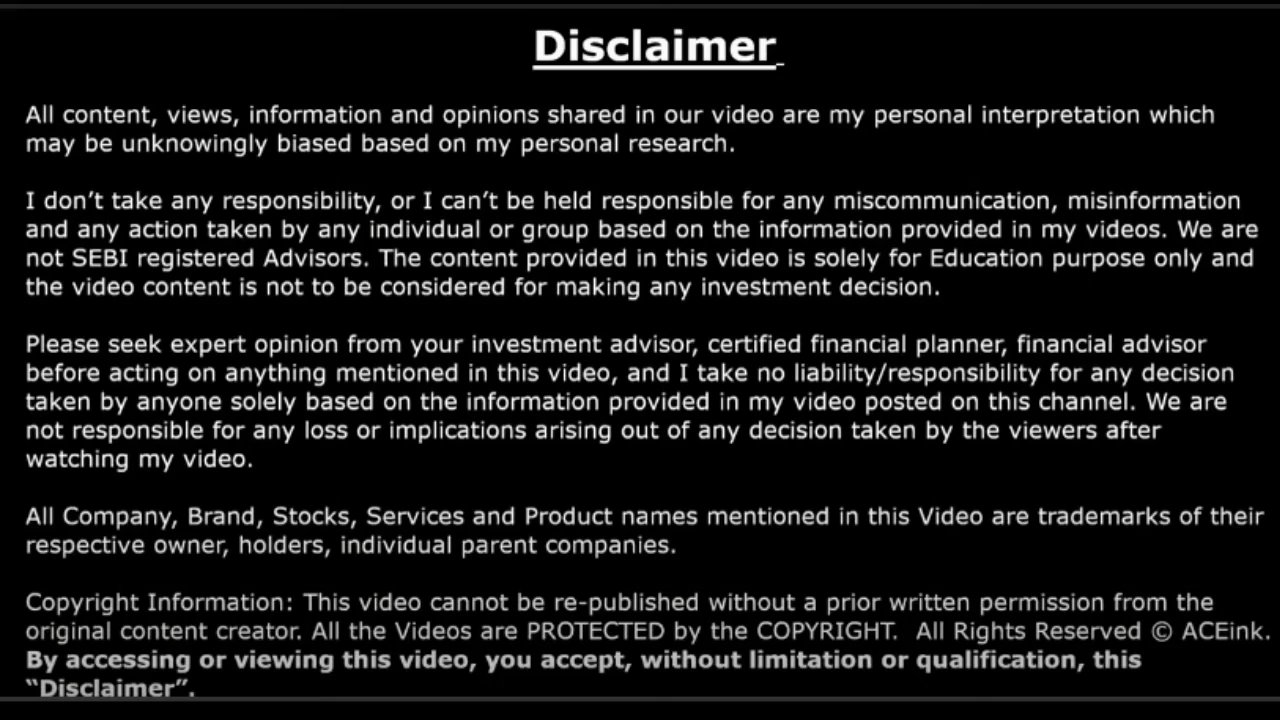 Disclaimer
All content, views, information and opinions shared in our video are my personal interpretation which
may be unknowingly biased based on my personal research.
I don’t take any responsibility, or I can’t be held responsible for any miscommunication, misinformation
and any action taken by any individual or group based on the information provided in my videos. We are
not SEBI registered Advisors. The content provided in this video is solely for Education purpose only and
the video content is not to be considered for making any investment decision.
Please seek expert opinion from your investment advisor, certified financial planner, financial advisor
before acting on anything mentioned in this video, and I take no liability/responsibility for any decision
taken by anyone solely based on the information provided in my video posted on this channel. We are
not responsible for any loss or implications arising out of any decision taken by the viewers after
watching my video.
All Company, Brand, Stocks, Services and Product names mentioned in this Video are trademarks of their
respective owner, holders, individual parent companies.
Copyright Information: This video cannot be re-published without a prior written permission from the
original content creator. All the Videos are PROTECTED by the COPYRIGHT.  All Rights Reserved © ACEink.
By accessing or viewing this video, you accept, without limitation or qualification, this
“Disclaimer”.